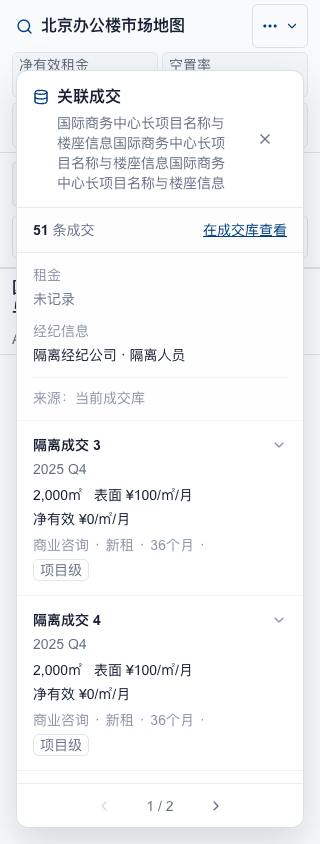 北京办公楼市场地图
净有效租金 空置率
关联成交
国际商务中心长项目名称与
楼座信息国际商务中心长项
目名称与楼座信息国际商务
中心长项目名称与楼座信息
51 条成交 在成交库查看
租金
未记录
经纪信息
隔离经纪公司 · 隔离人员
来源：当前成交库
隔离成交 3
2025 Q4
2,000㎡ 表面 ¥100/㎡/月
净有效 ¥0/㎡/月
商业咨询 · 新租 · 36个月 ·
项目级
隔离成交 4
2025 Q4
2,000㎡ 表面 ¥100/㎡/月
净有效 ¥0/㎡/月
商业咨询 · 新租 · 36个月 ·
项目级
1 / 2